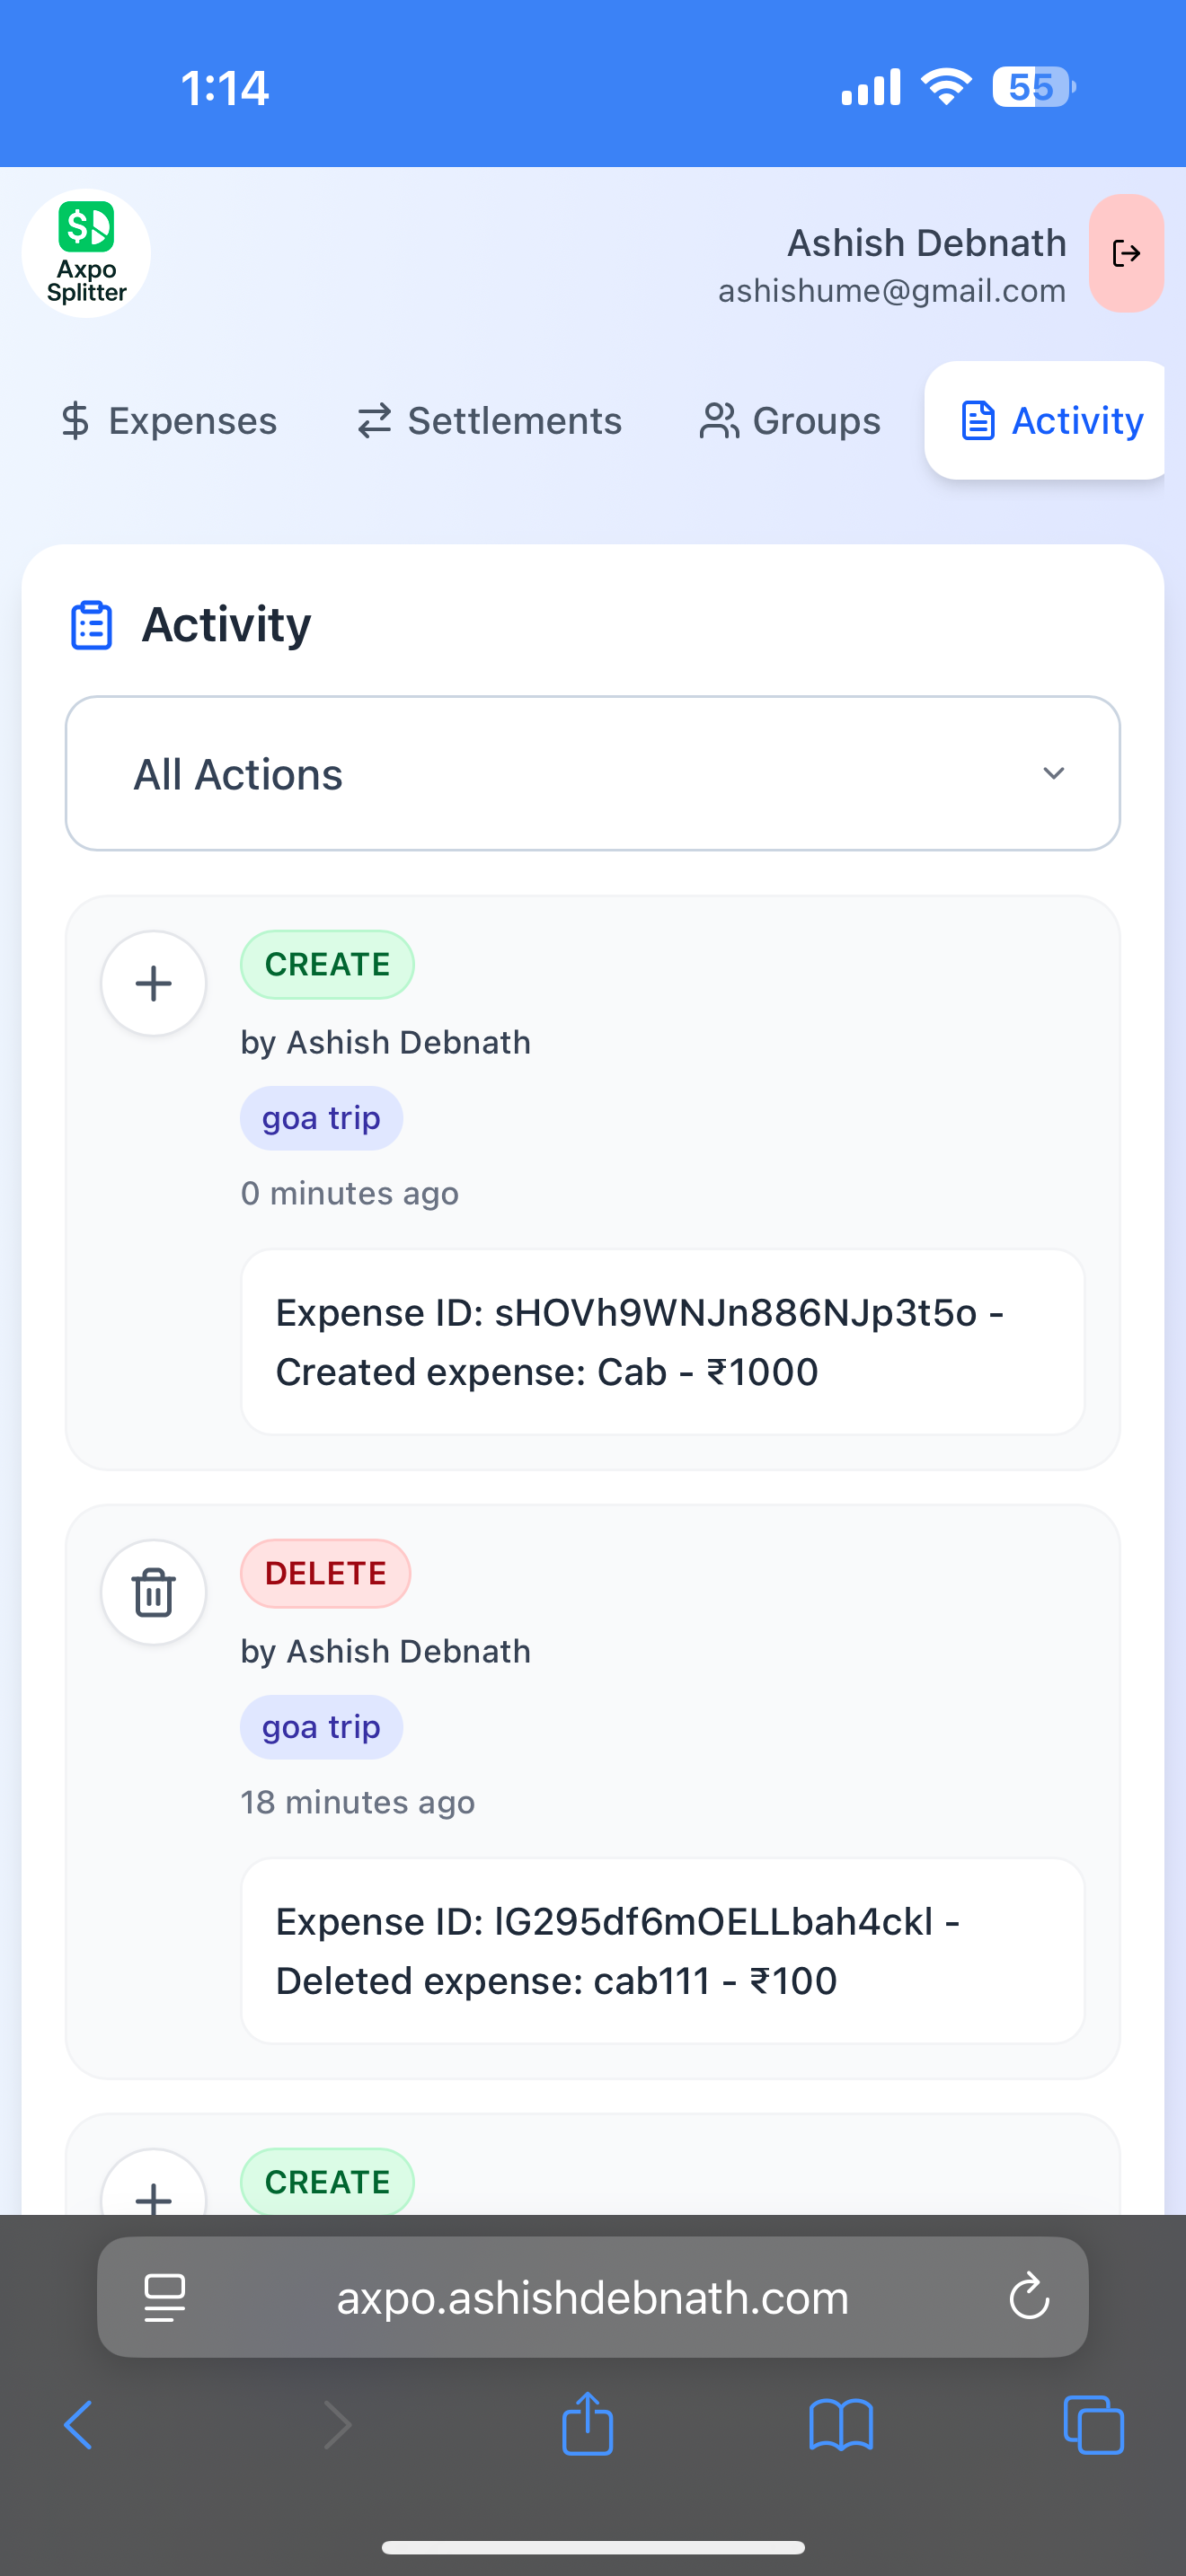 1:14
55
$
Axpo
Splitter
Ashish Debnath
ashishume@gmail.com
$ Expenses
Settlements
Groups
Activity
Activity
All Actions
CREATE
by Ashish Debnath
goa trip
0 minutes ago
Expense ID: sHOVh9WNJn886NJp3t5o -
Created expense: Cab - ₹1000
DELETE
by Ashish Debnath
goa trip
18 minutes ago
Expense ID: lG295df6mOELLbah4ckl -
Deleted expense: cab111 - ₹100
CREATE
axpo.ashishdebnath.com